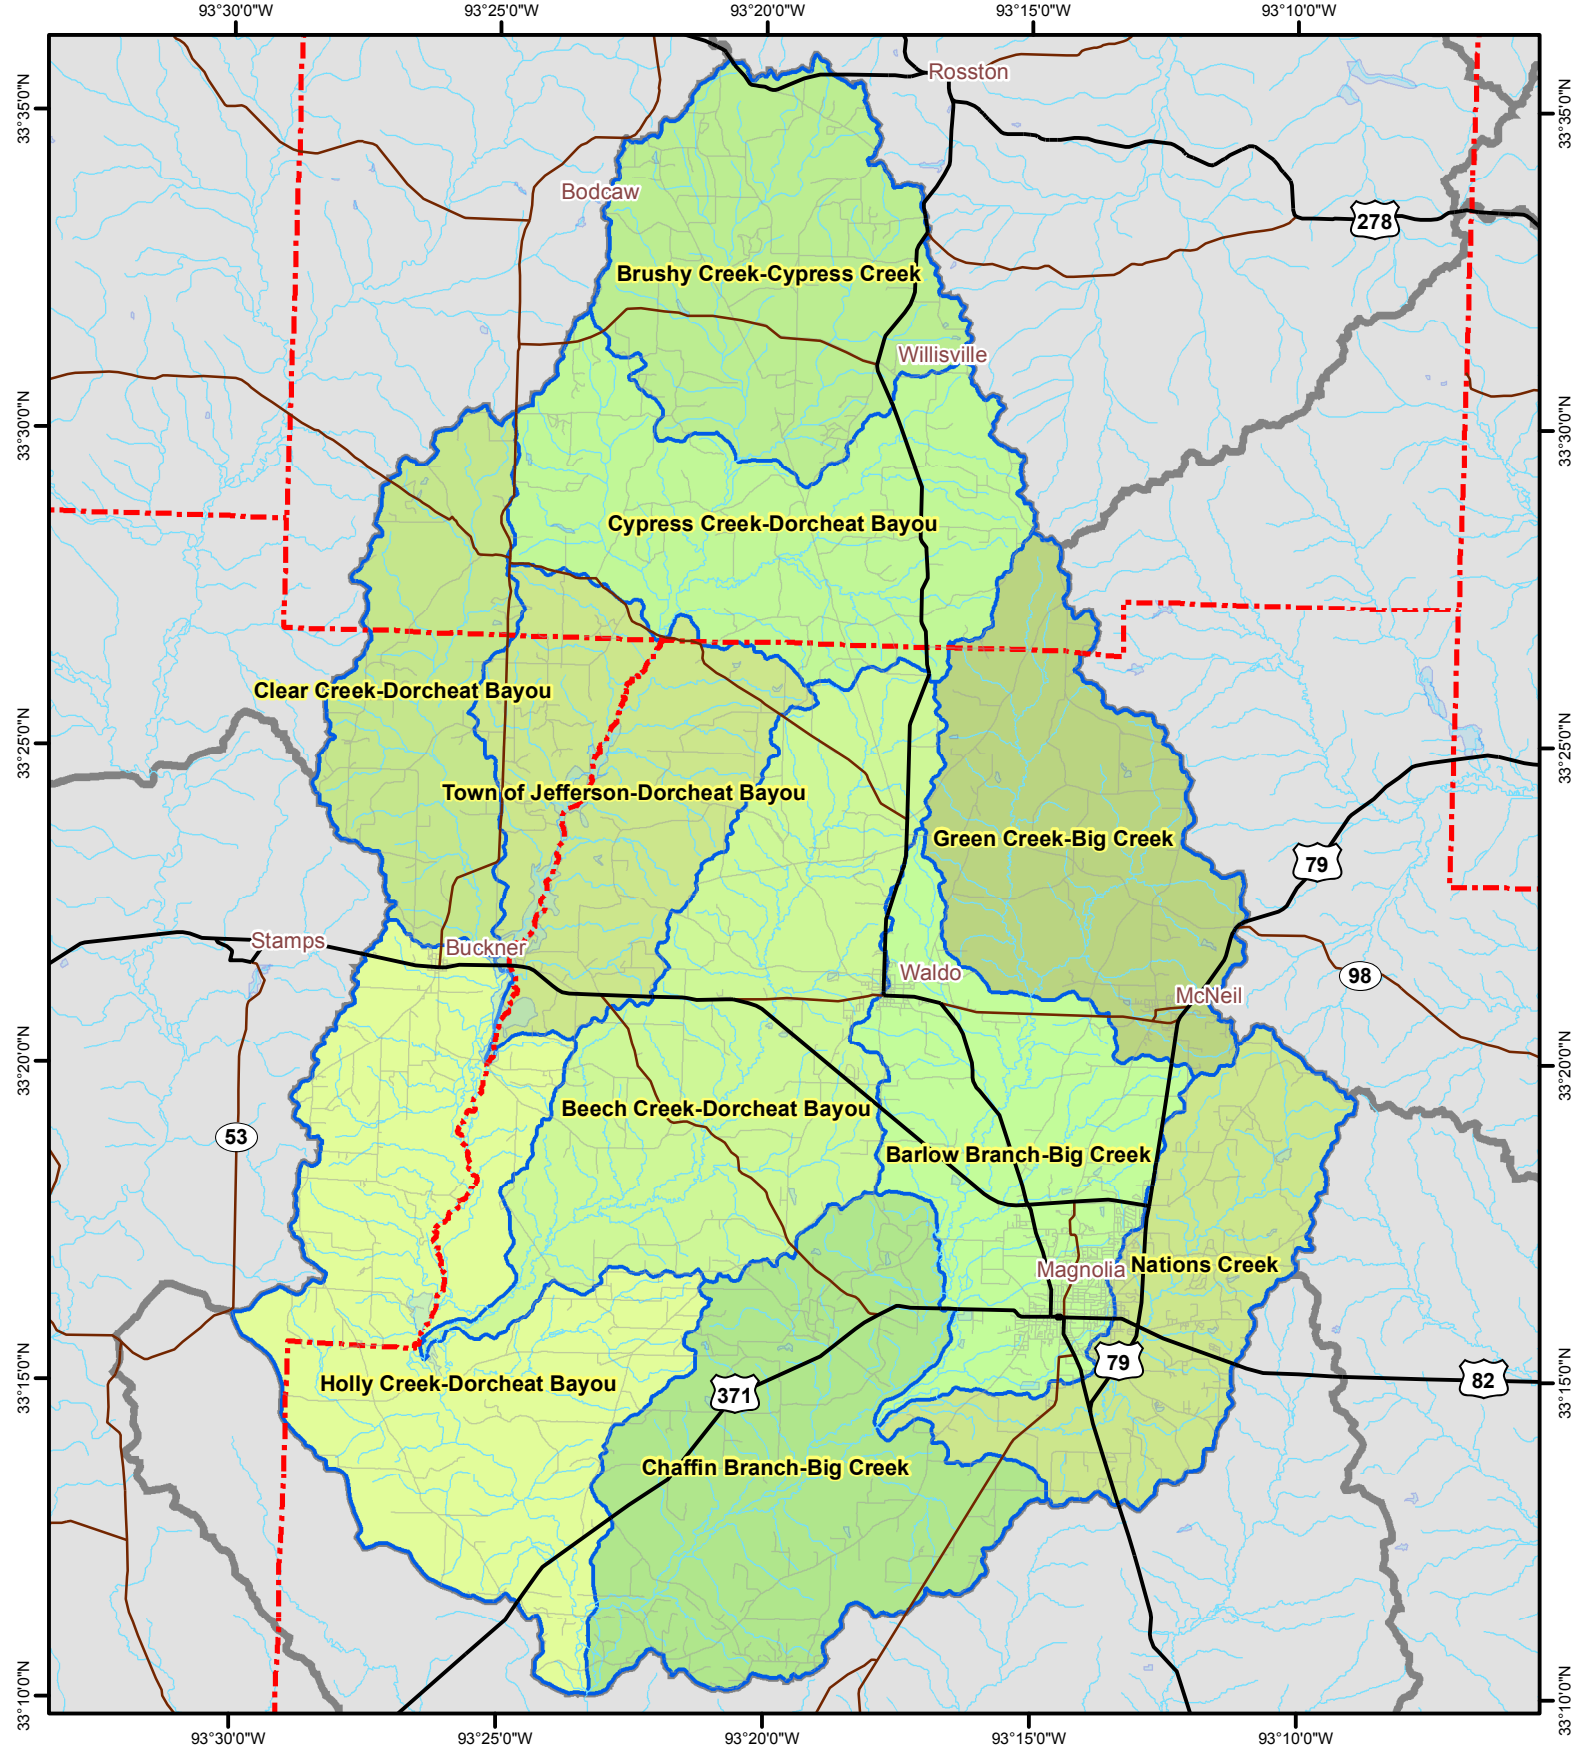 93°30'0"W
93°25'0"W
93°20'0"W
93°15'0"W
93°10'0"W
Rosston
33°35'0"N
33°35'0"N
Bodcaw
278
Brushy Creek-Cypress Creek
Willisville
33°30'0"N
33°30'0"N
Cypress Creek-Dorcheat Bayou
Clear Creek-Dorcheat Bayou
33°25'0"N
33°25'0"N
Town of Jefferson-Dorcheat Bayou
Green Creek-Big Creek
79
Stamps
Buckner
Waldo
98
McNeil
33°20'0"N
33°20'0"N
Beech Creek-Dorcheat Bayou
53
Barlow Branch-Big Creek
Nations Creek
Magnolia
79
33°15'0"N
33°15'0"N
Holly Creek-Dorcheat Bayou
82
371
Chaffin Branch-Big Creek
33°10'0"N
33°10'0"N
93°30'0"W
93°25'0"W
93°20'0"W
93°15'0"W
93°10'0"W